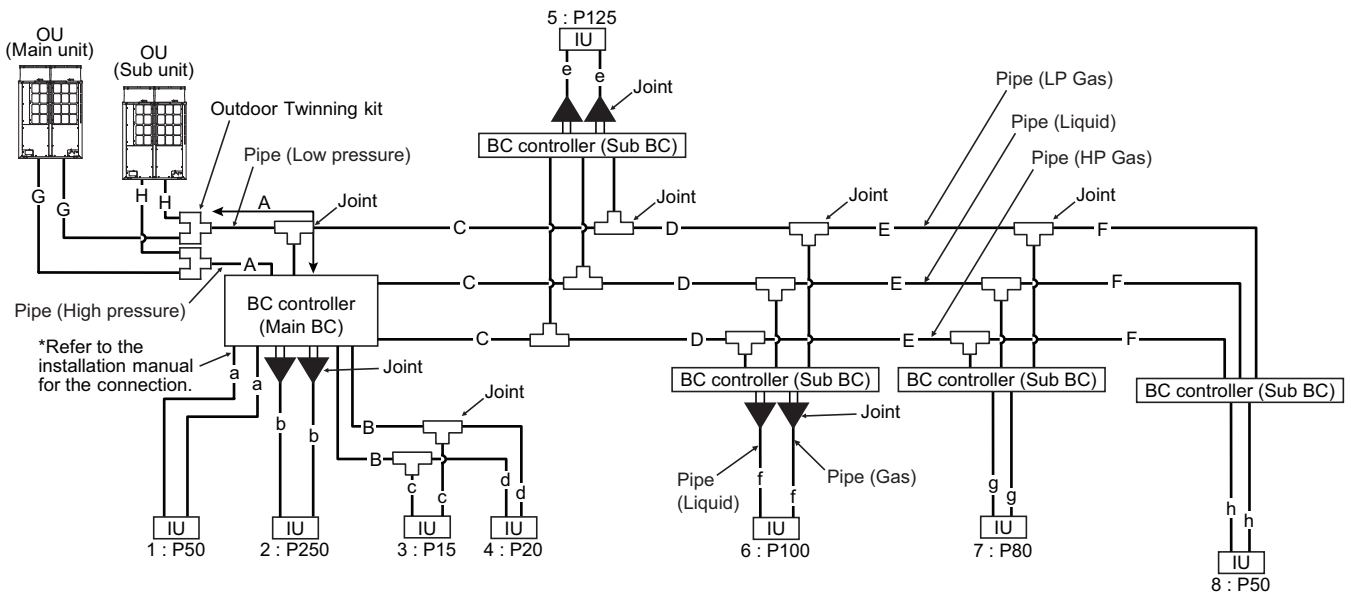 5 : P125
IU
OU
(Main unit)
OU
(Sub unit)
e
e
Joint
Pipe (LP Gas)
Outdoor Twinning kit
Pipe (Liquid)
BC controller (Sub BC)
Pipe (Low pressure)
Pipe (HP Gas)
G
G
H
H
A
Joint
Joint
Joint
Joint
C
D
E
F
A
C
D
E
F
Pipe (High pressure)
BC controller
(Main BC)
C
D
E
F
*Refer to the
installation manual
for the connection.
a
a
Joint
BC controller (Sub BC)
BC controller (Sub BC)
BC controller (Sub BC)
Joint
Joint
b
b
B
B
Pipe
(Liquid)
f
f
Pipe (Gas)
c
c
d
d
g
g
h
h
IU
1 : P50
IU
2 : P250
IU
3 : P15
IU
4 : P20
IU
6 : P100
IU
7 : P80
IU
8 : P50